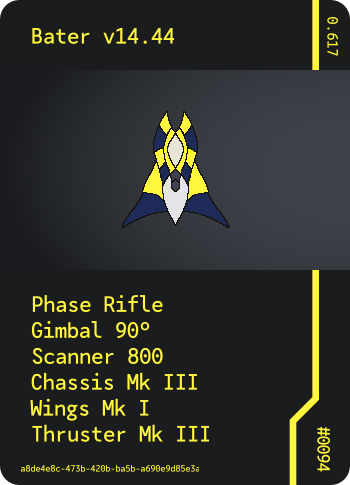 Bater v14.44
0.617
Phase Rifle
Gimbal 90°
Scanner 800
Chassis Mk III
Wings Mk I
Thruster Mk III
#0094
a8de4e8c-473b-420b-ba5b-a690e9d85e3a